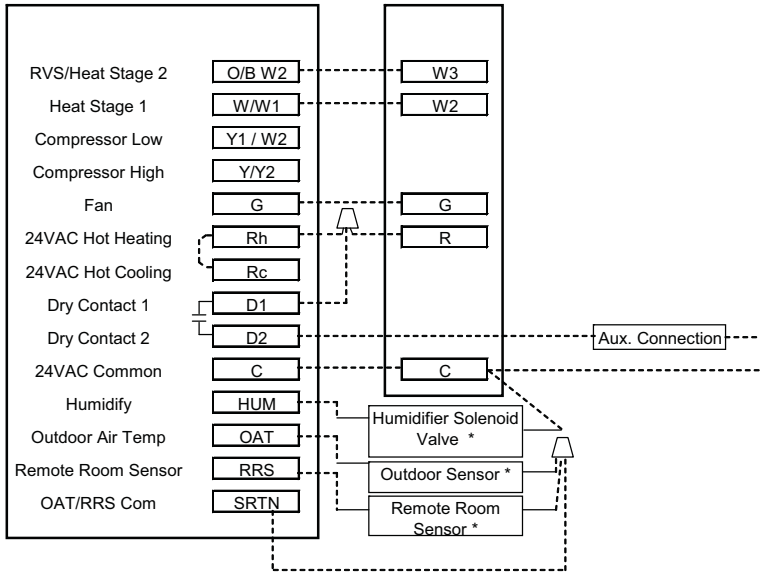 RVS/Heat Stage 2 O/B W2 W3
Heat Stage 1 W/W1 W2
Compressor Low Y1 / W2
Compressor High Y/Y2
Fan G G
24VAC Hot Heating Rh R
24VAC Hot Cooling Rc
Dry Contact 1 D1
Dry Contact 2 D2 Aux. Connection
24VAC Common C C
Humidify HUM
Humidifier Solenoid
Valve *
Outdoor Air Temp OAT
Outdoor Sensor *
Remote Room Sensor RRS
Remote Room
Sensor *
OAT/RRS Com SRTN